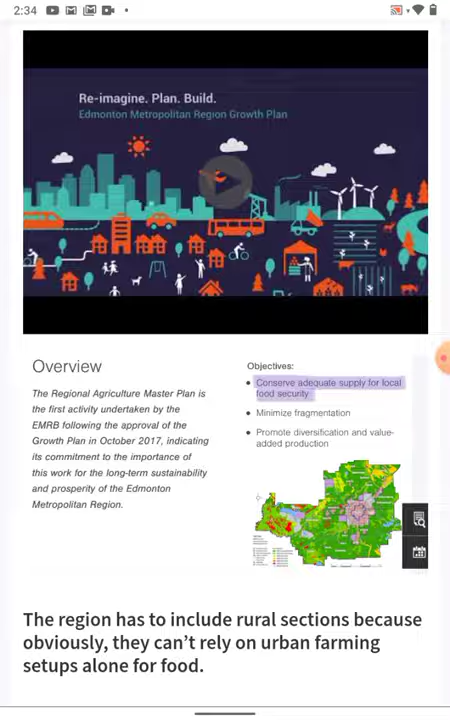 2:34
Re-imagine. Plan. Build.
Edmonton Metropolitan Region Growth Plan
Overview
The Regional Agriculture Master Plan is
the first activity undertaken by the
EMRB following the approval of the
Growth Plan in October 2017, indicating
its commitment to the importance of
this work for the long-term sustainability
and prosperity of the Edmonton
Metropolitan Region.
Objectives:
Conserve adequate supply for local
food security
Minimize fragmentation
Promote diversification and value-
added production
The region has to include rural sections because
obviously, they can’t rely on urban farming
setups alone for food.